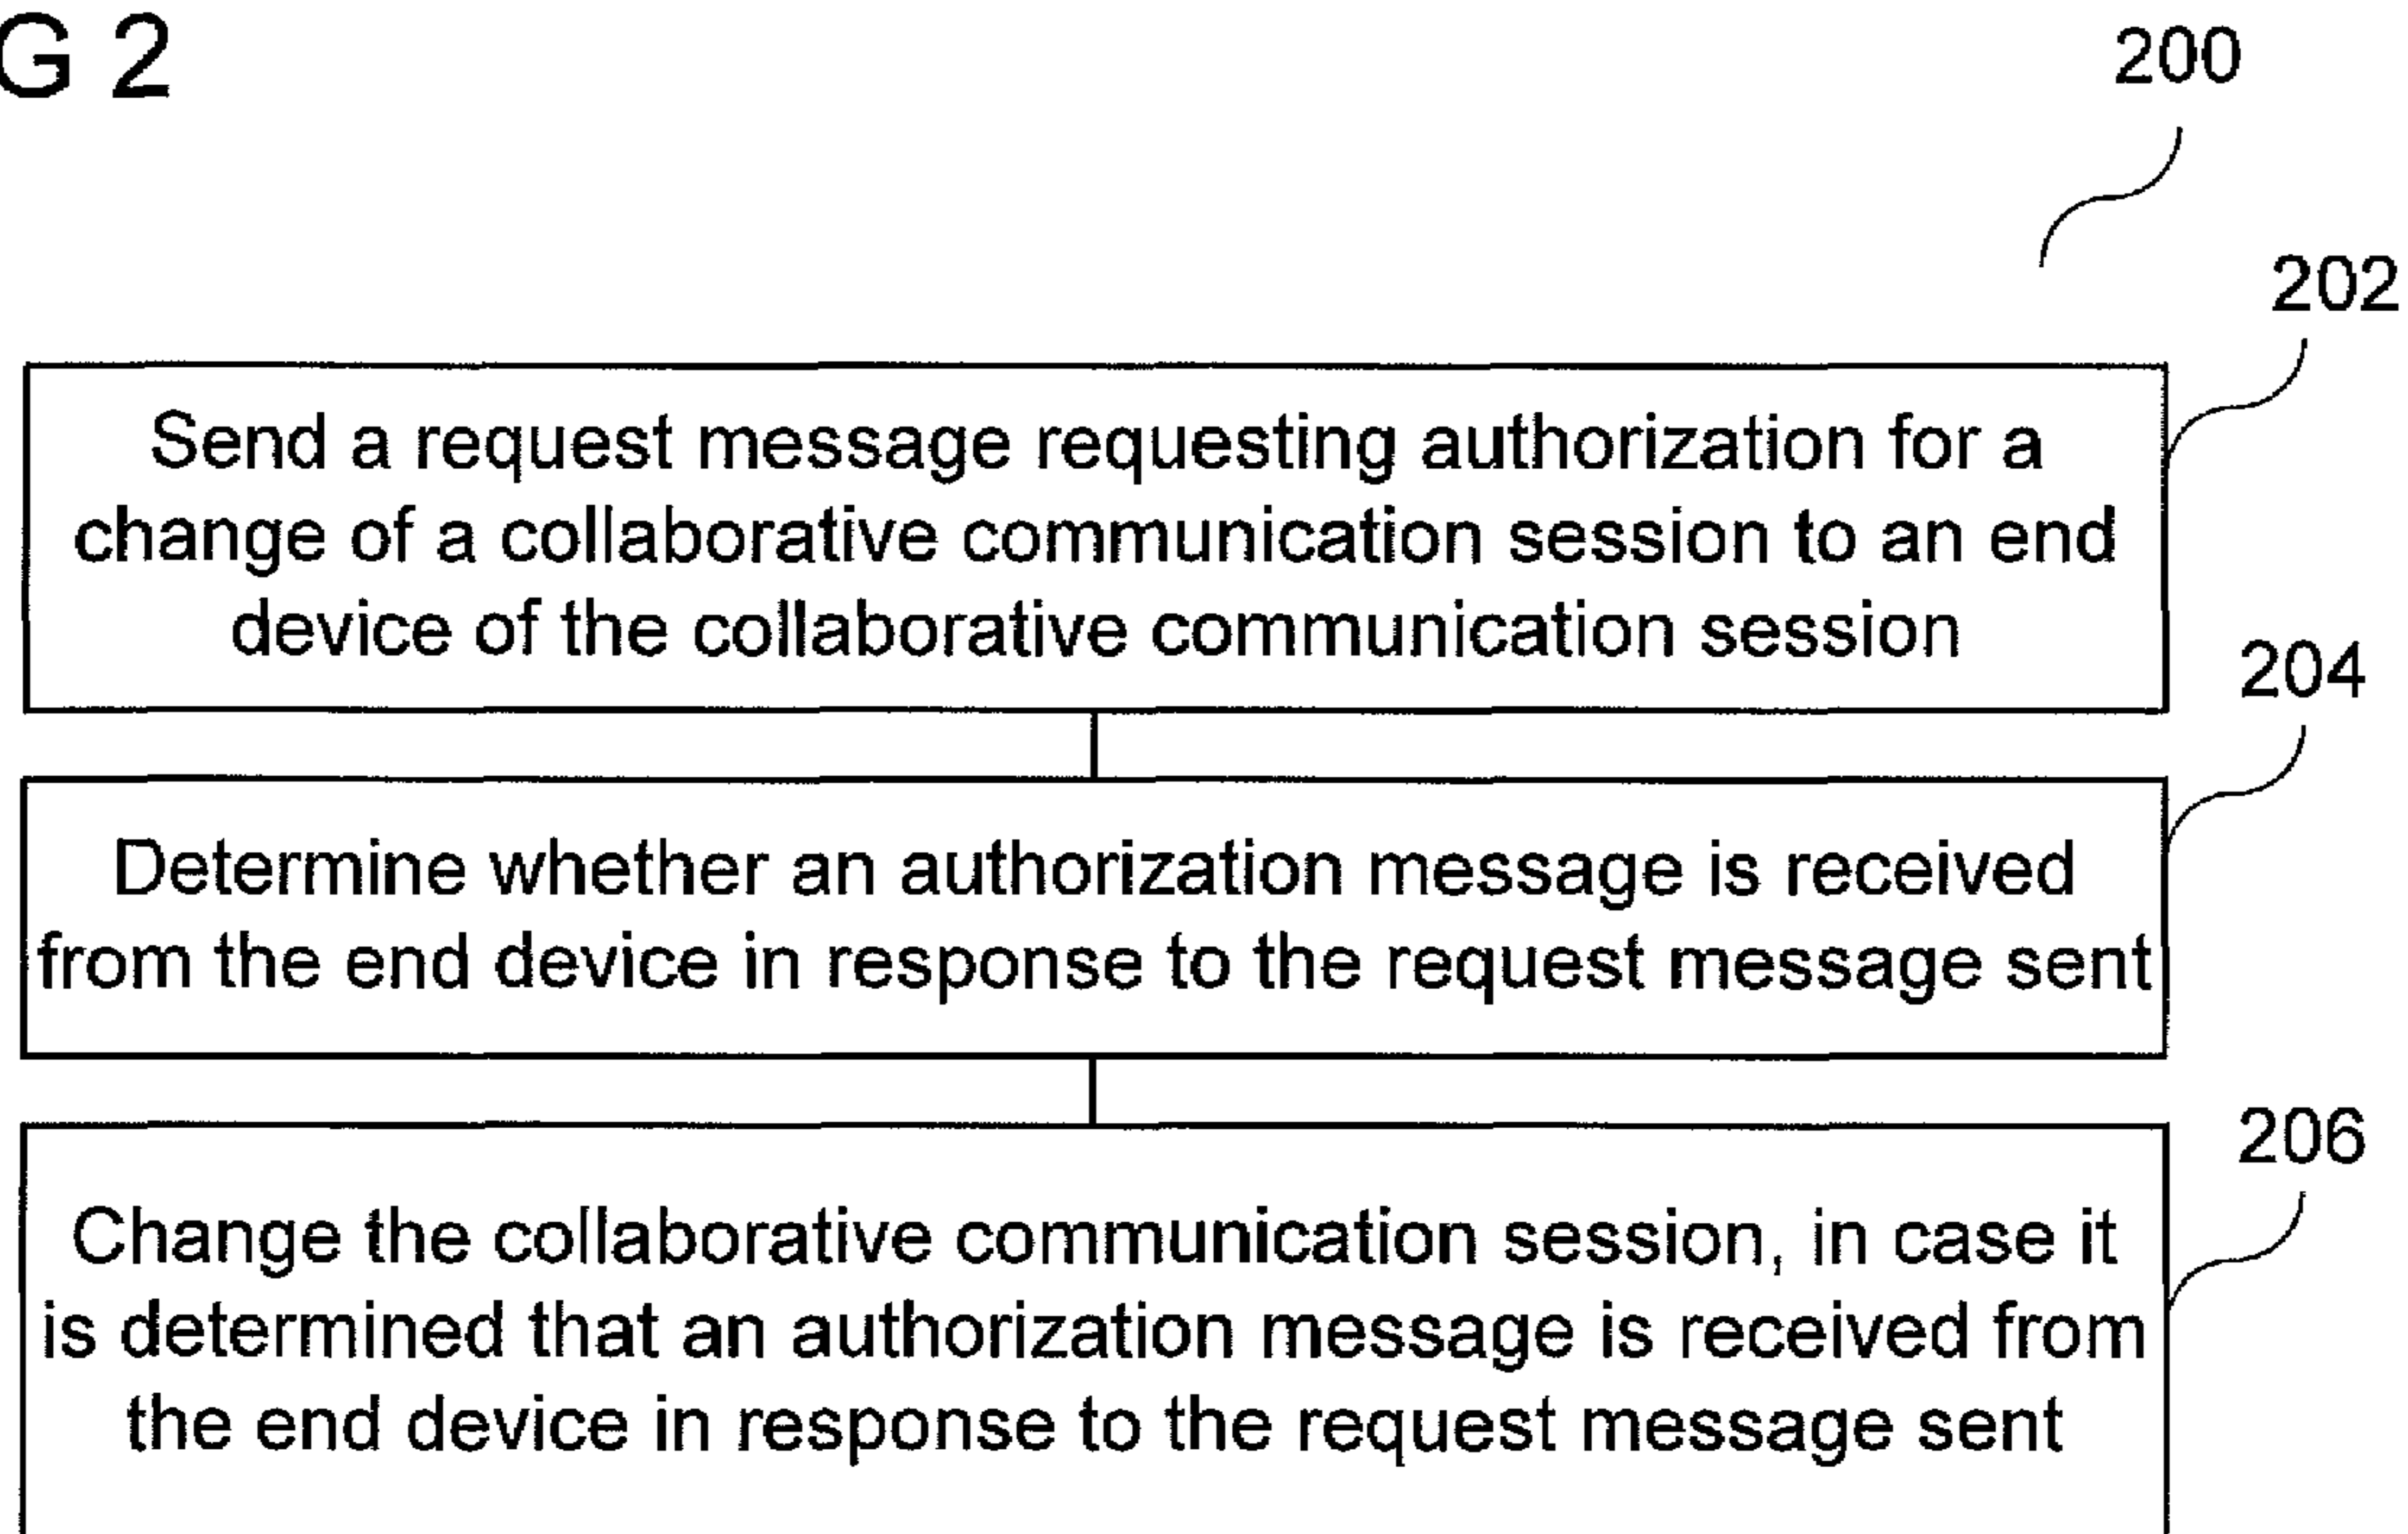 G 2
200
202
Send a request message requesting authorization for a
change of a collaborative communication session to an end
device of the collaborative communication session
204
Determine whether an authorization message is received
from the end device in response to the request message sent
206
Change the collaborative communication session, in case it
is determined that an authorization message is received from
the end device in response to the request message sent